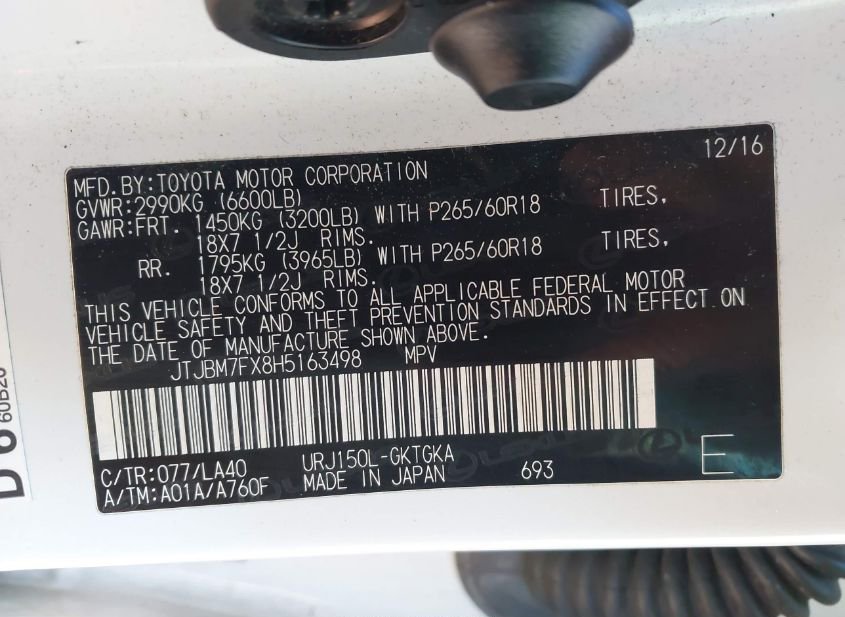 12/16
MFD.BY:TOYOTA MOTOR CORPORATION
GVWR:2990KG (6600LB)
GAWR:FRT. 1450KG (3200LB) WITH P265/60R18 TIRES,
18X7 1/2J RIMS.
RR. 1795KG (3965LB) WITH P265/60R18 TIRES,
18X7 1/2J RIMS.
THIS VEHICLE CONFORMS TO ALL APPLICABLE FEDERAL MOTOR
VEHICLE SAFETY AND THEFT PREVENTION STANDARDS IN EFFECT ON
THE DATE OF MANUFACTURE SHOWN ABOVE.
JTJBM7FX8H5163498 MPV
C/TR:077/LA40 URJ150L-GKTGKA
A/TM:A01A/A760F MADE IN JAPAN 693 E
60B20